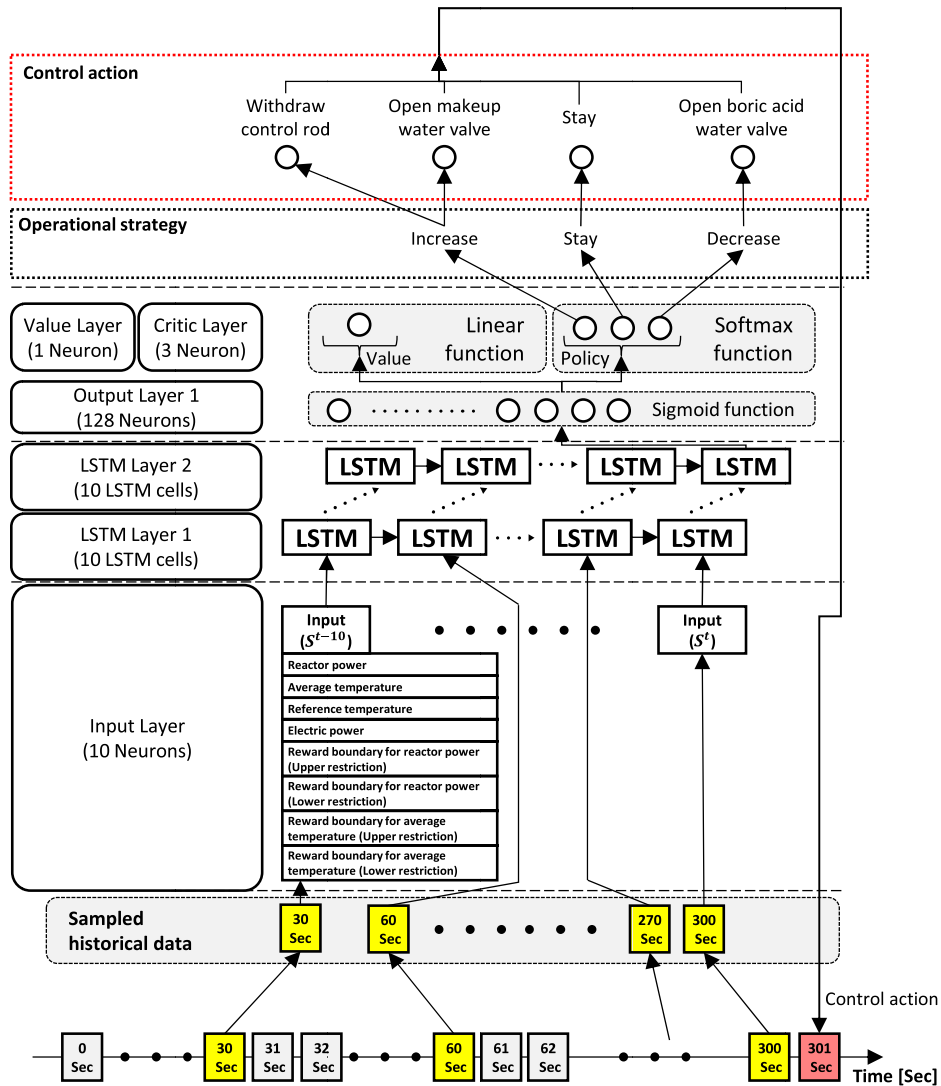 Control action
Withdraw
control rod
Open makeup
water valve
Stay
Open boric acid
water valve
Operational strategy
Increase
Stay
Decrease
Value Layer
(1 Neuron)
Critic Layer
(3 Neuron)
Value
Linear
function
Policy
Softmax
function
Output Layer 1
(128 Neurons)
Sigmoid function
LSTM Layer 2
(10 LSTM cells)
LSTM
LSTM
LSTM
LSTM
LSTM Layer 1
(10 LSTM cells)
LSTM
LSTM
LSTM
LSTM
Input Layer
(10 Neurons)
Input
(S^{t−10})
Input
(S^{t})
Reactor power
Average temperature
Reference temperature
Electric power
Reward boundary for reactor power
(Upper restriction)
Reward boundary for reactor power
(Lower restriction)
Reward boundary for average
temperature (Upper restriction)
Reward boundary for average
temperature (Lower restriction)
Sampled
historical data
30
Sec
60
Sec
270
Sec
300
Sec
Control action
0
Sec
30
Sec
31
Sec
32
Sec
60
Sec
61
Sec
62
Sec
300
Sec
301
Sec
Time [Sec]